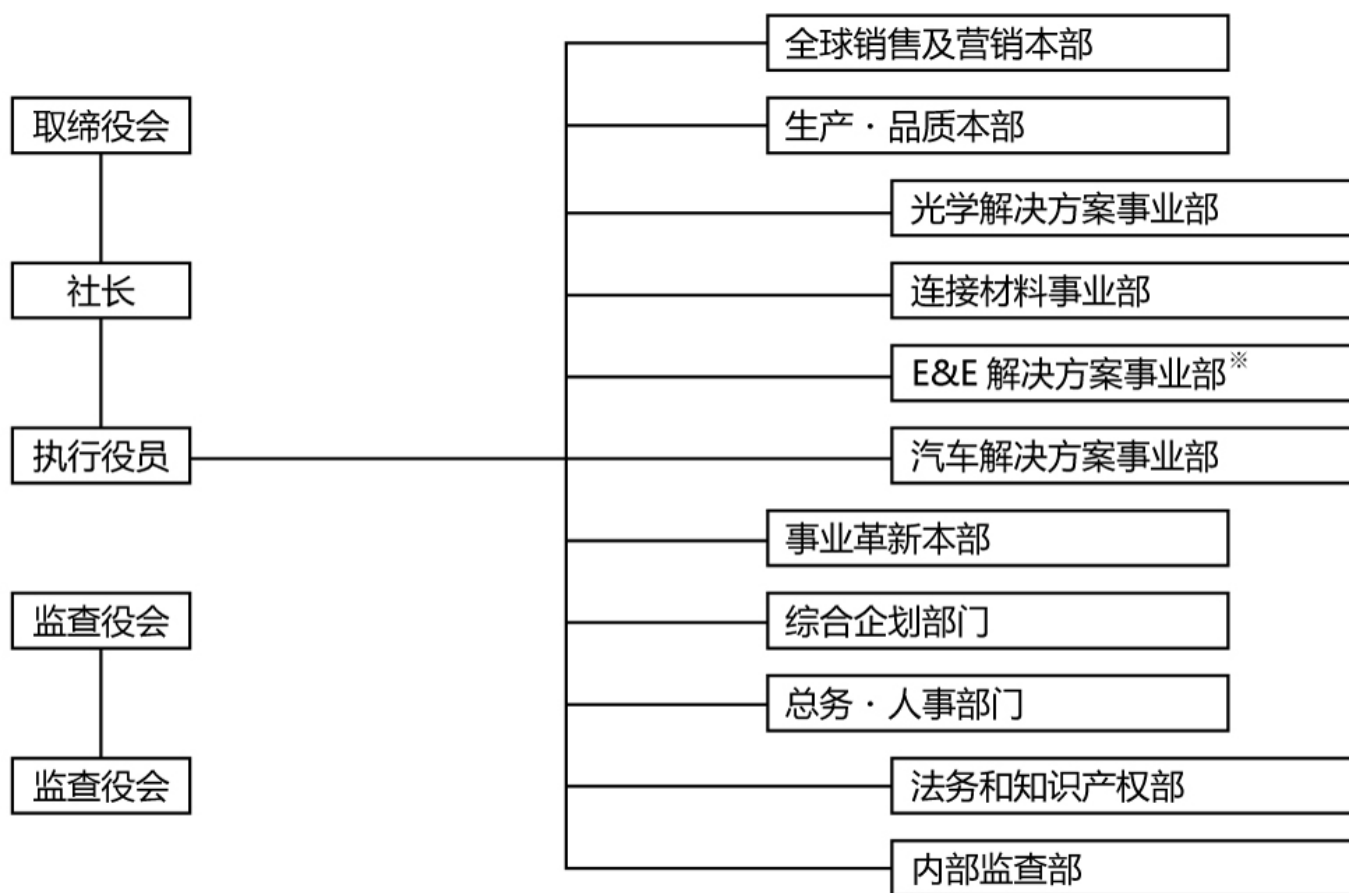 取缔役会
社长
执行役员
监查役会
监查役会
全球销售及营销本部
生产・品质本部
光学解决方案事业部
连接材料事业部
E&E 解决方案事业部※
汽车解决方案事业部
事业革新本部
综合企划部门
总务・人事部门
法务和知识产权部
内部监查部